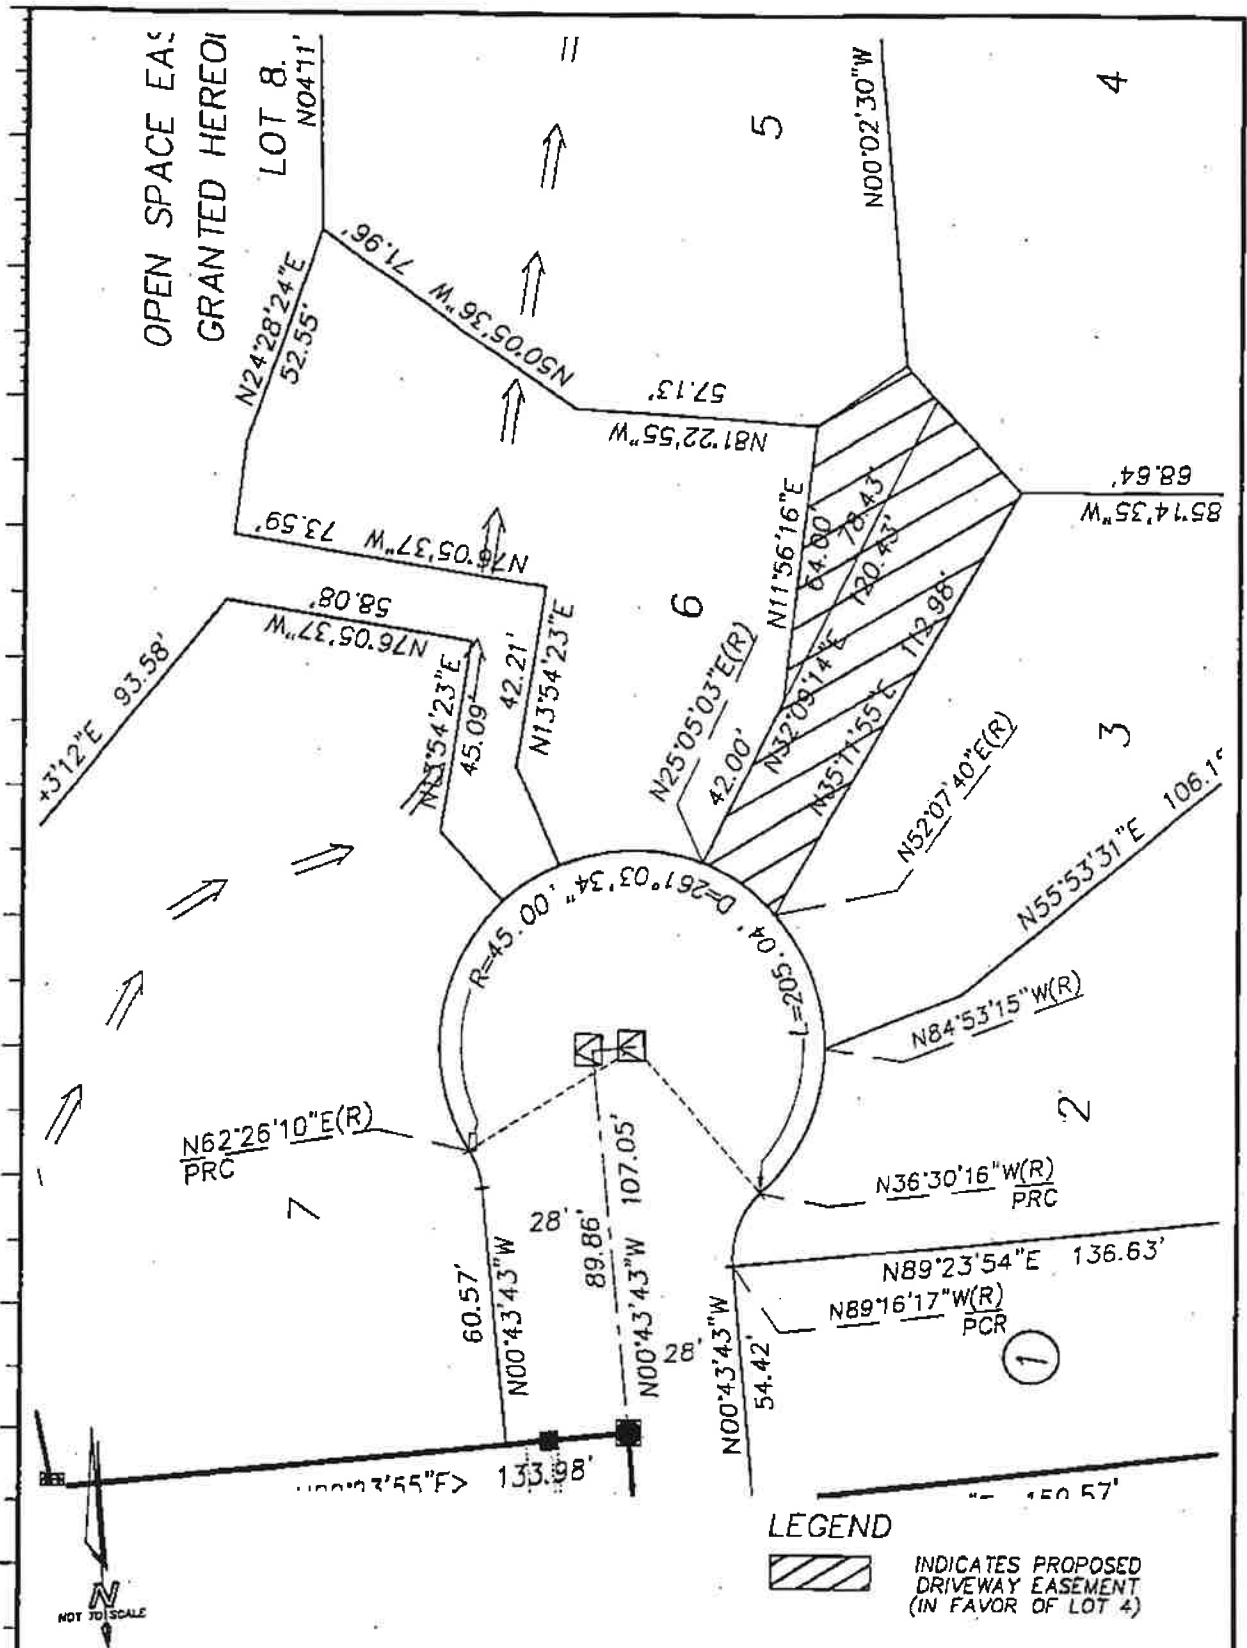 OPEN SPACE
GRANTED
LOT 8.
N04°11'
11
5
N00°02'30"W
4
N24°28'24"E
52.55'
71.96'
N50°05'36"W
57.13'
N81°22'55"W
73.59'
N76°05'37"W
58.08'
N76°05'37"W
93.58'
N13°54'23"E
45.09'
42.21'
N13°54'23"E
6
N11°56'16"E
64.00'
78.43'
120.43'
112.98'
68.64'
85°14'35"W
N25°05'03"E(R)
42.00'
N32°09'14"E
N35°11'55"E
3
N52°07'40"E(R)
N55°53'31"E
R=45.00',
D=261°03'34",
L=205.04'
N84°53'15"W(R)
2
N62°26'10"E(R)
PRC
7
N36°30'16"W(R)
PRC
28'
89.86'
107.05'
N89°23'54"E 136.63'
N89°16'17"W(R)
PCR
60.57'
N00°43'43"W
N00°43'43"W
28'
N00°43'43"W
54.42'
1
133.98'
LEGEND
INDICATES PROPOSED
DRIVEWAY EASEMENT
(IN FAVOR OF LOT 4)
N
NOT TO SCALE